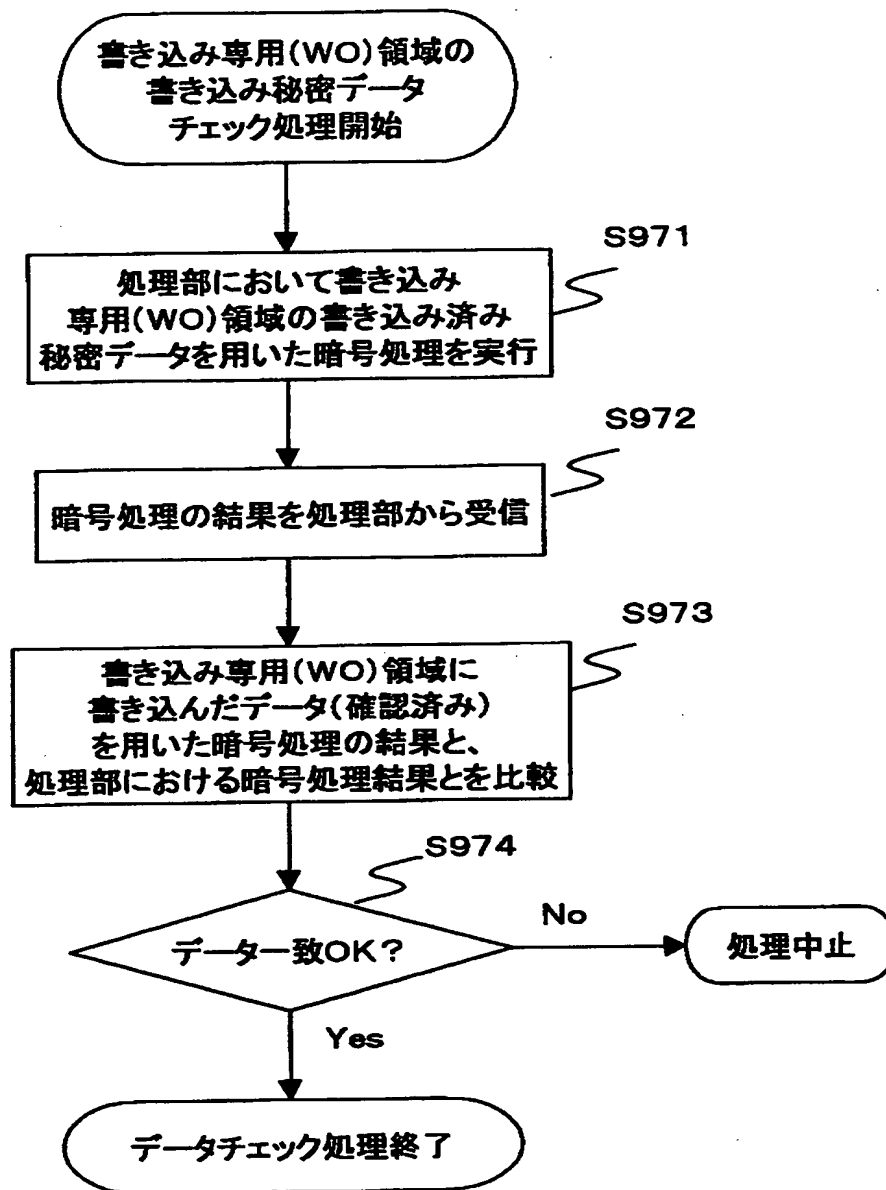 書き込み専用(WO)領域の
書き込み秘密データ
チェック処理開始
S971
処理部において書き込み
専用(WO)領域の書き込み済み
秘密データを用いた暗号処理を実行
S972
暗号処理の結果を処理部から受信
S973
書き込み専用(WO)領域に
書き込んだデータ(確認済み)
を用いた暗号処理の結果と、
処理部における暗号処理結果とを比較
S974
データ一致OK?
No
処理中止
Yes
データチェック処理終了